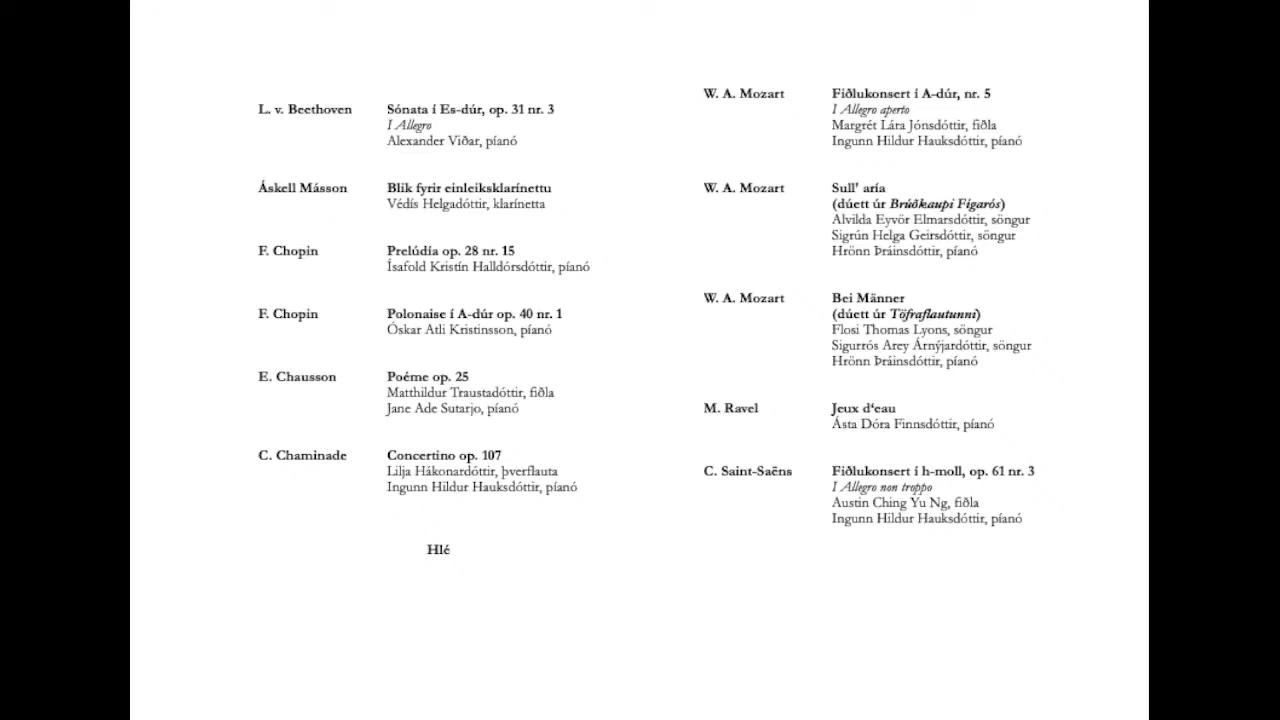 L. v. Beethoven Sónata í Es-dúr, op. 31 nr. 3
I Allegro
Alexander Viðar, píanó
Áskell Másson Blik fyrir einleiksklarínettu
Védís Helgadóttir, klarínetta
F. Chopin Prelúdía op. 28 nr. 15
Ísafold Kristín Halldórsdóttir, píanó
F. Chopin Polonaise í A-dúr op. 40 nr. 1
Óskar Atli Kristinsson, píanó
E. Chausson Poéme op. 25
Matthildur Traustadóttir, fiðla
Jane Ade Sutarjo, píanó
C. Chaminade Concertino op. 107
Lilja Hákonardóttir, þverflauta
Ingunn Hildur Hauksdóttir, píanó
Hlé
W. A. Mozart Fiðlukonsert í A-dúr, nr. 5
I Allegro aperto
Margrét Lára Jónsdóttir, fiðla
Ingunn Hildur Hauksdóttir, píanó
W. A. Mozart Sull' aría
(dúett úr Brúðkaupi Fígarós)
Alvilda Eyvör Elmarsdóttir, söngur
Sigrún Helga Geirsdóttir, söngur
Hrönn Þráinsdóttir, píanó
W. A. Mozart Bei Männer
(dúett úr Töfraflautunni)
Flosi Thomas Lyons, söngur
Sigurrós Arey Árnýjardóttir, söngur
Hrönn Þráinsdóttir, píanó
M. Ravel Jeux d‘eau
Ásta Dóra Finnsdóttir, píanó
C. Saint-Saëns Fiðlukonsert í h-moll, op. 61 nr. 3
I Allegro non troppo
Austin Ching Yu Ng, fiðla
Ingunn Hildur Hauksdóttir, píanó